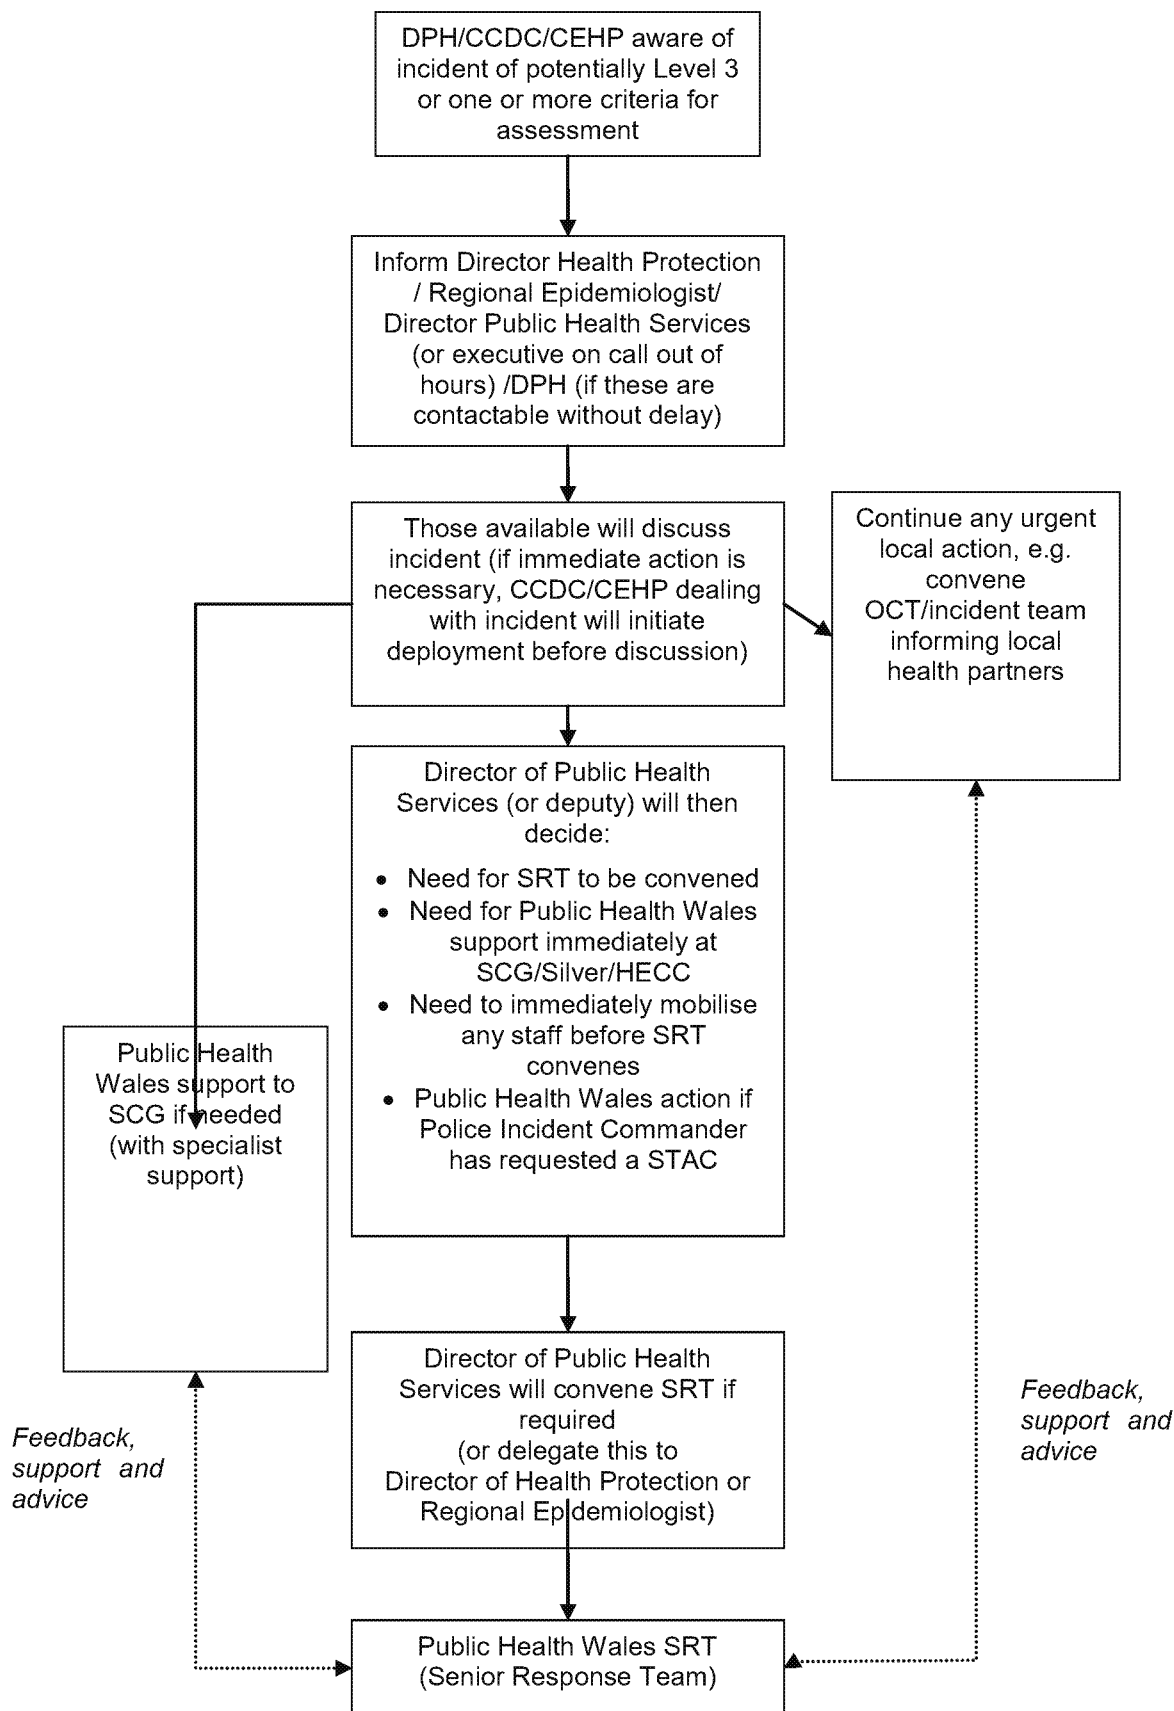 DPH/CCDC/CEHP aware of
incident of potentially Level 3
or one or more criteria for
assessment
Inform Director Health Protection
/ Regional Epidemiologist/
Director Public Health Services
(or executive on call out of
hours) /DPH (if these are
contactable without delay)
Those available will discuss
incident (if immediate action is
necessary, CCDC/CEHP dealing
with incident will initiate
deployment before discussion)
Continue any urgent
local action, e.g.
convene
OCT/incident team
informing local
health partners
Director of Public Health
Services (or deputy) will then
decide:
• Need for SRT to be convened
• Need for Public Health Wales
support immediately at
SCG/Silver/HECC
• Need to immediately mobilise
any staff before SRT
convenes
• Public Health Wales action if
Police Incident Commander
has requested a STAC
Public Health
Wales support to
SCG if needed
(with specialist
support)
Director of Public Health
Services will convene SRT if
required
(or delegate this to
Director of Health Protection or
Regional Epidemiologist)
Feedback,
support and
advice
Feedback,
support and
advice
Public Health Wales SRT
(Senior Response Team)